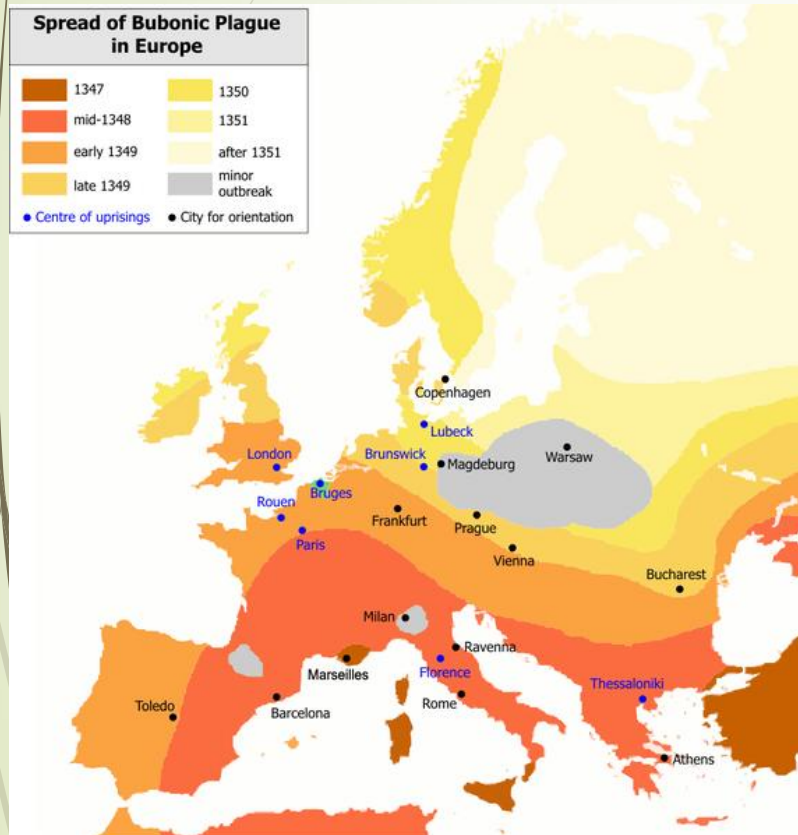 Spread of Bubonic Plague
in Europe
1347
1350
mid-1348
1351
early 1349
after 1351
late 1349
minor
outbreak
Centre of uprisings
City for orientation
Copenhagen
Lubeck
London
Brunswick
Magdeburg
Warsaw
Bruges
Rouen
Frankfurt
Prague
Paris
Vienna
Bucharest
Milan
Ravenna
Marseilles
Florence
Thessaloniki
Toledo
Barcelona
Rome
Athens